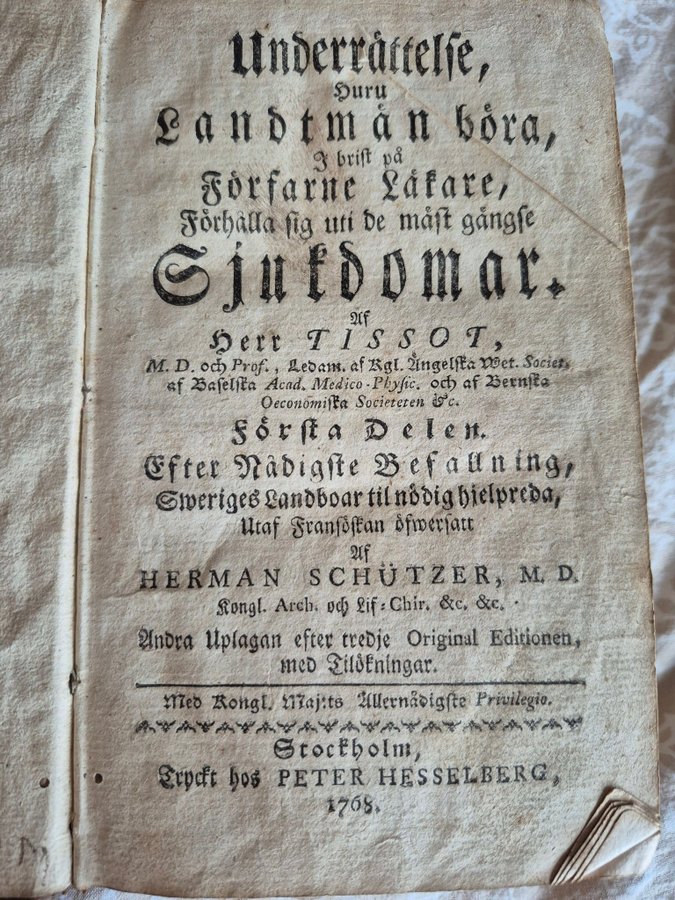 Underrättelse,
Huru
Landtmän böra,
I brist på
Förfarne Läkare,
Förhålla sig uti de mäst gångse
Sjukdomar.
Af
Herr TISSOT,
M. D. och Prof., Ledam. af Kgl. Ängelska Wet. Societ,
af Baselska Acad. Medico-Physic. och af Bernska
Oeconomiska Societeten &c.
Första Delen.
Efter Nådigste Befallning,
Sweriges Landboar til nödig hjelpreda,
Utaf Fransöskan öfwersatt
Af
HERMAN SCHÜTZER, M. D.
Kongl. Arch. och Lif-Chir. &c. &c.
Andra Uplagan efter tredje Original Editionen,
med Tilökningar.
Med Kongl. Maj:ts Allernådigste Privilegio.
Stockholm,
Tryckt hos PETER HESSELBERG,
1768.